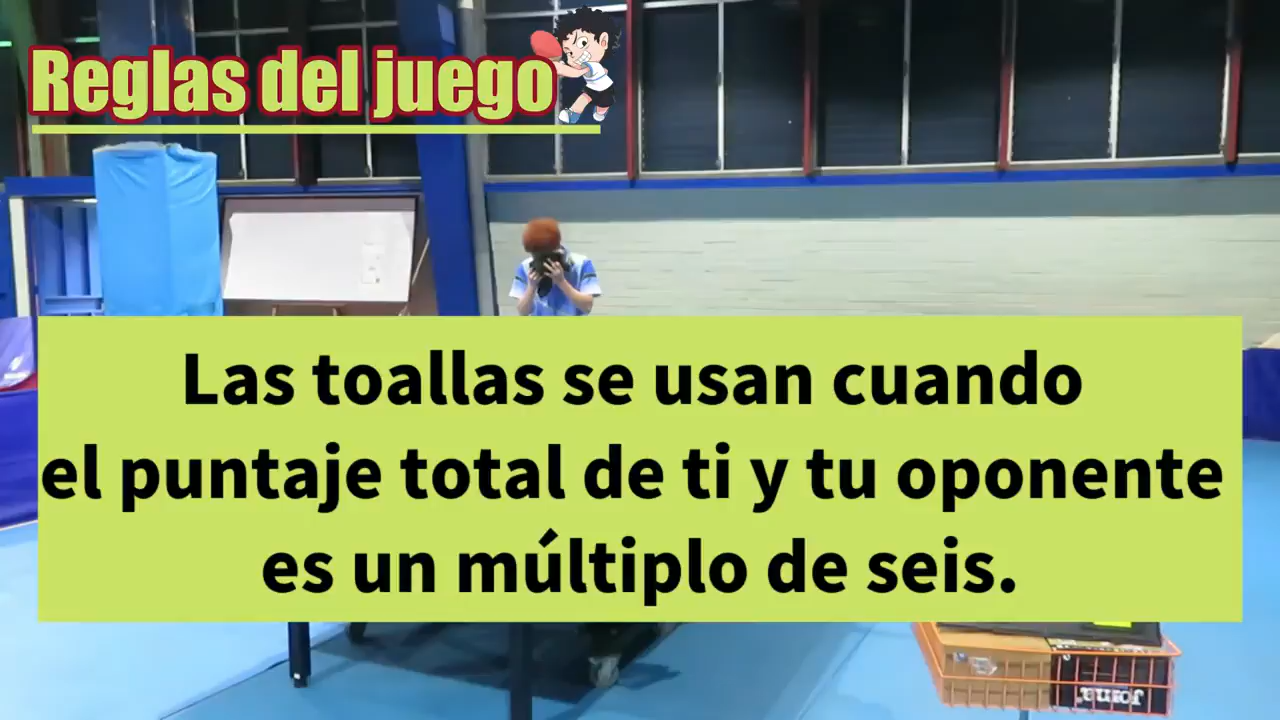 Reglas del juego
Las toallas se usan cuando
el puntaje total de ti y tu oponente
es un múltiplo de seis.